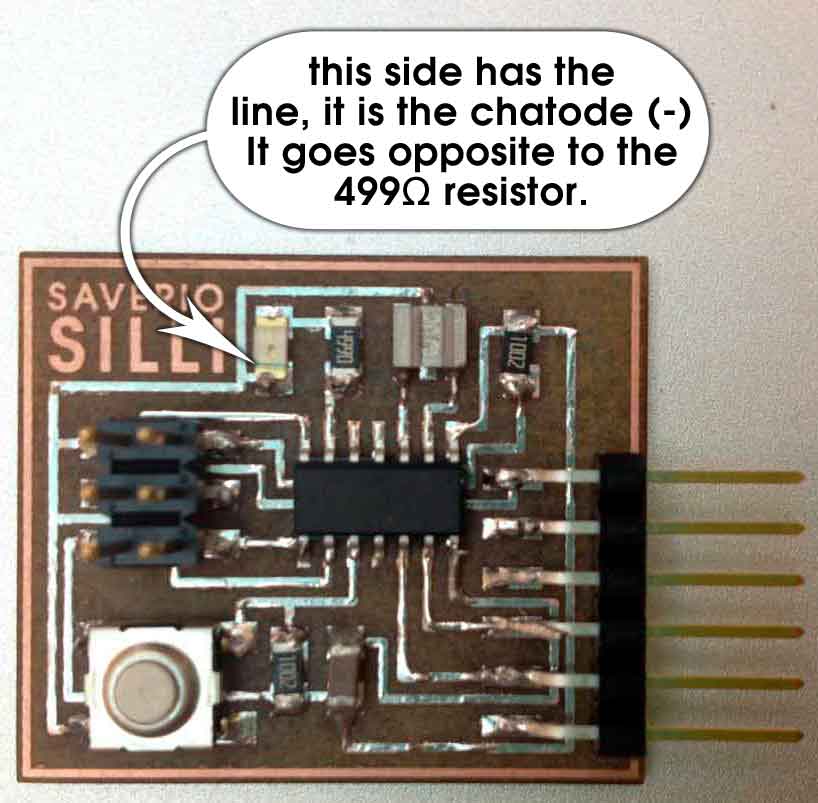 this side has the
line, it is the chatode (-)
It goes opposite to the
499Ω resistor.
SAVERIO
SILLI
4990
1002
1002